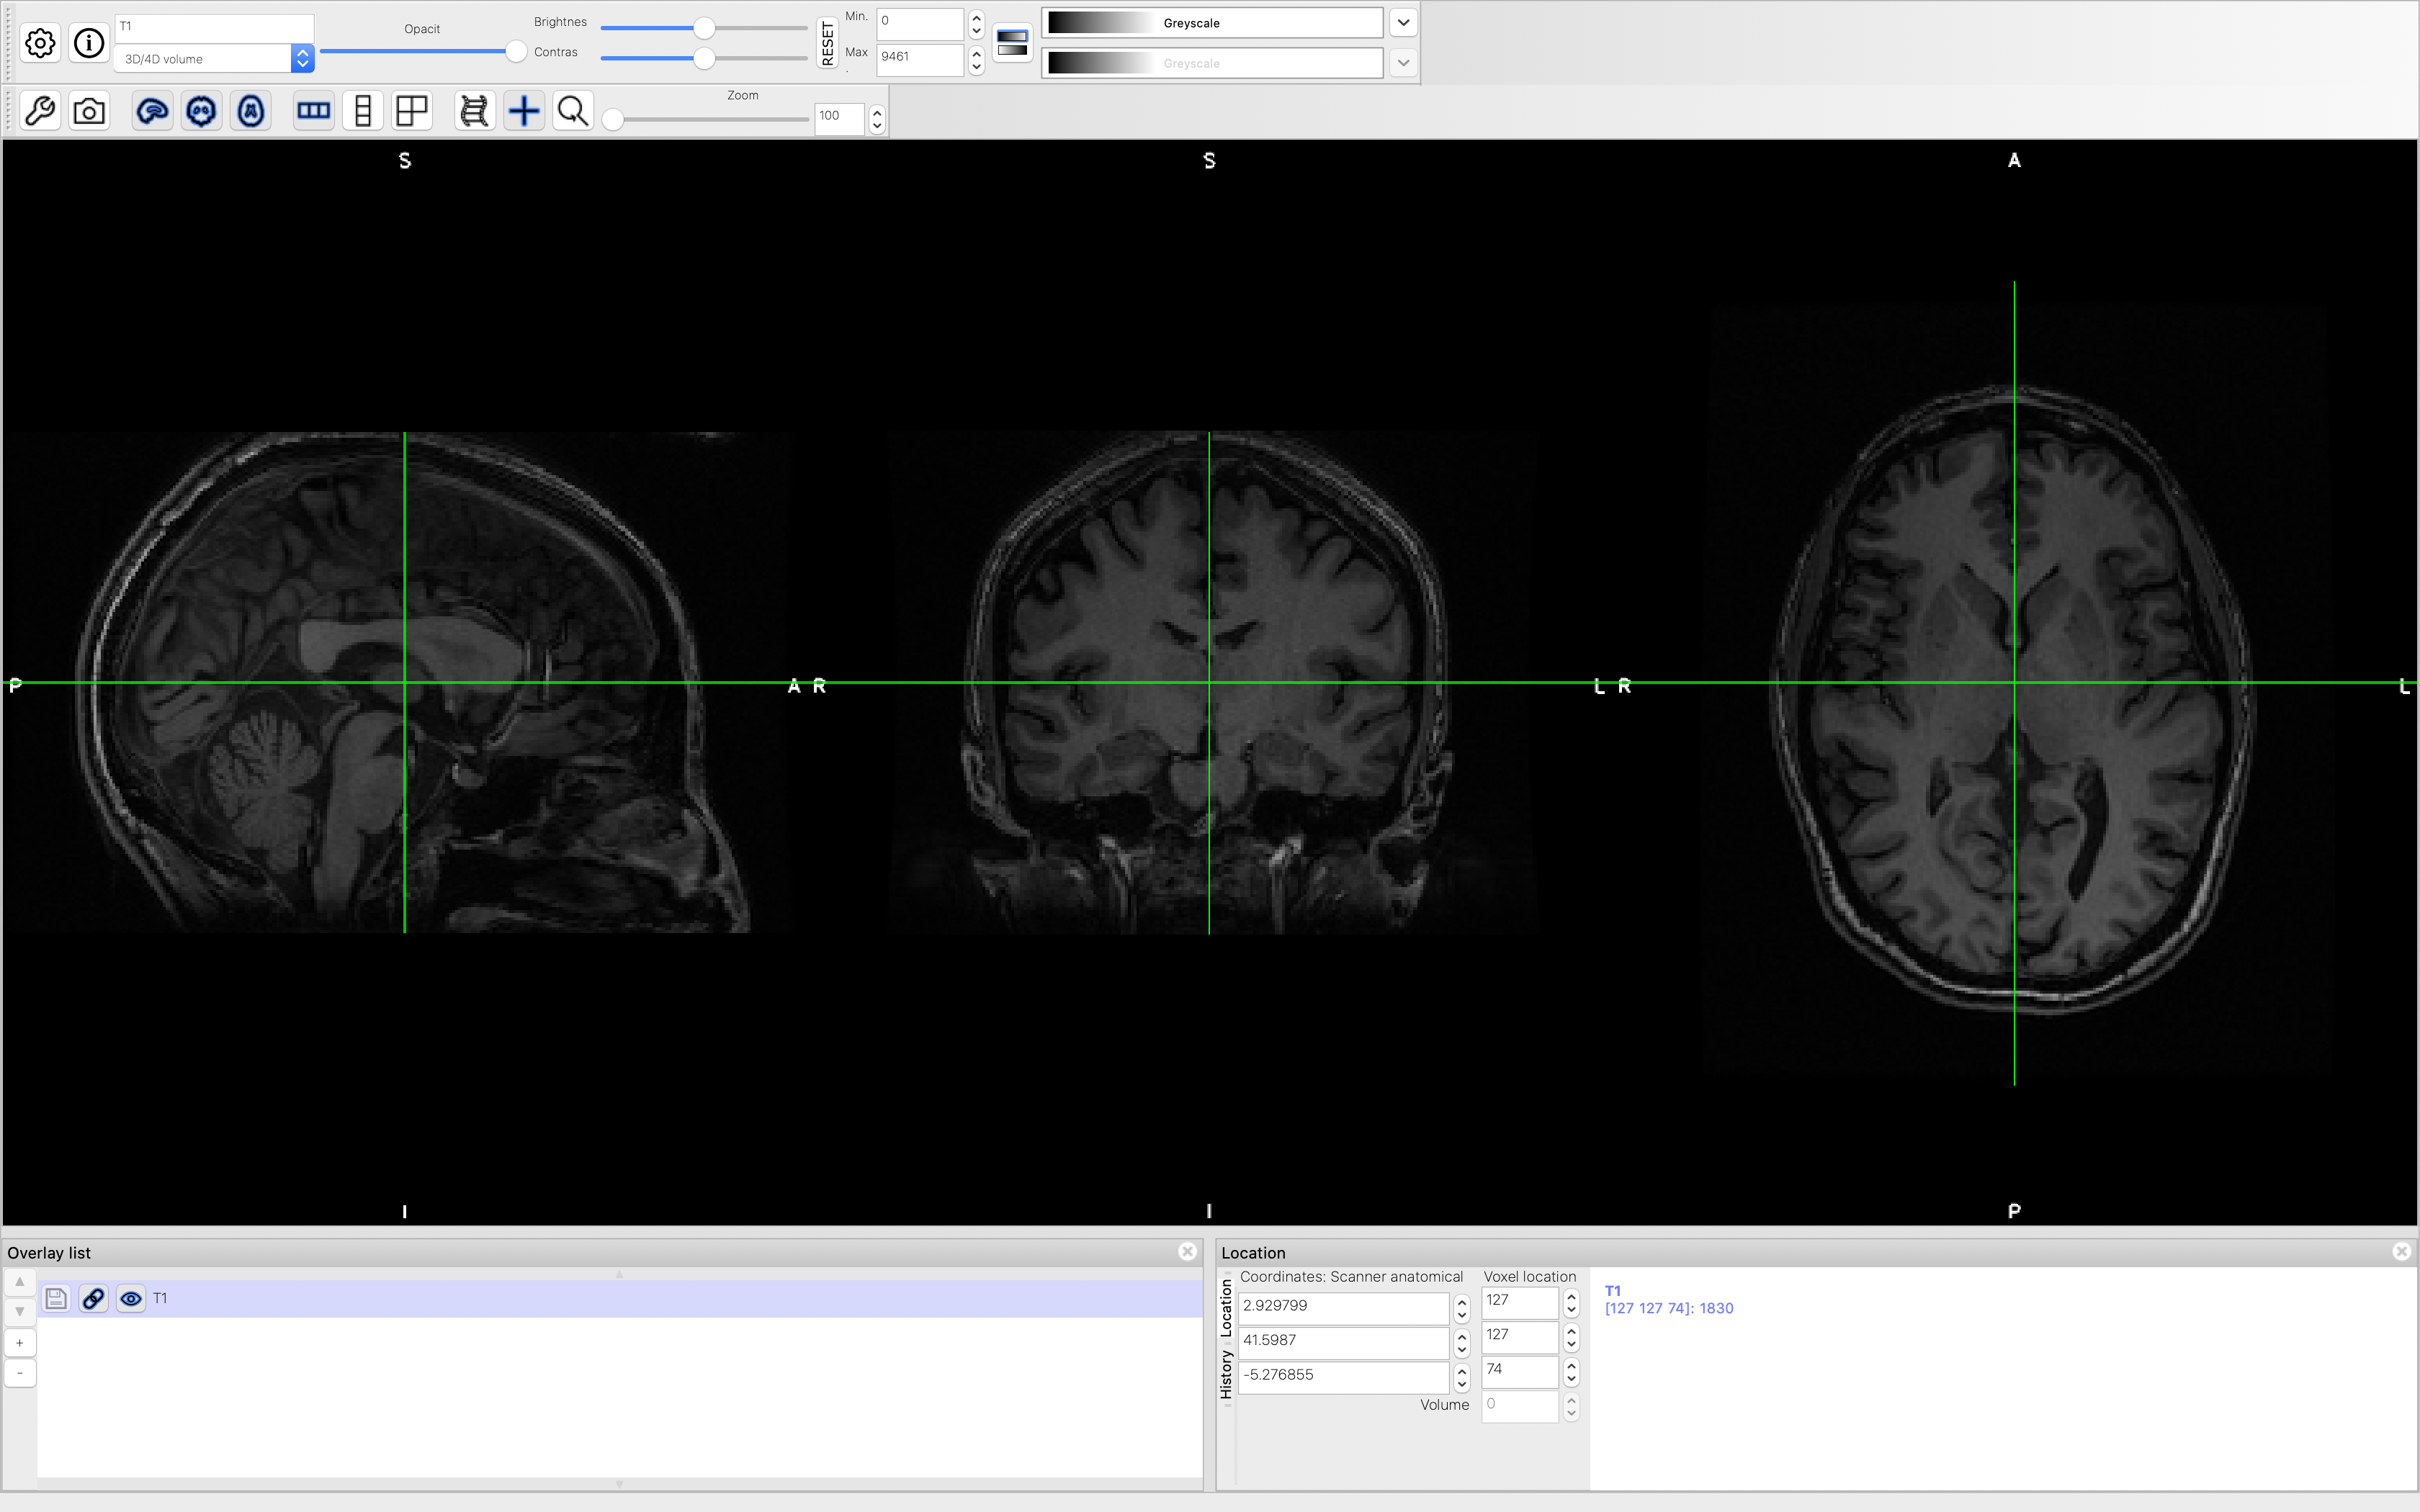 T1
3D/4D volume
Opacit
Brightnes
Contras
RESET
Min.
0
Max
.
9461
Greyscale
Greyscale
Zoom
100
S
S
A
P
A
R
L
R
L
I
I
P
Overlay list
T1
+
-
Location
Location
History
Coordinates: Scanner anatomical
2.929799
41.5987
-5.276855
Voxel location
127
127
74
Volume
0
T1
[127 127 74]: 1830